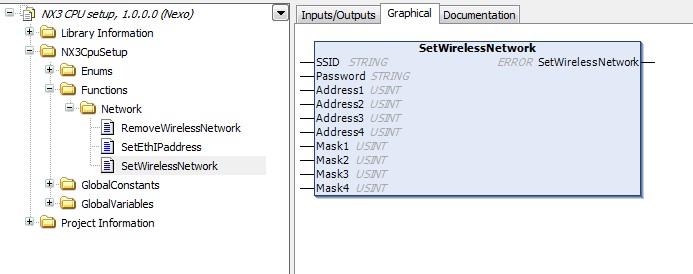 NX3 CPU setup, 1.0.0.0 (Nexo)
Library Information
NX3CpuSetup
Enums
Functions
Network
RemoveWirelessNetwork
SetEthIPaddress
SetWirelessNetwork
GlobalConstants
GlobalVariables
Project Information
Inputs/Outputs Graphical Documentation
SetWirelessNetwork
SSID STRING ERROR SetWirelessNetwork
Password STRING
Address1 USINT
Address2 USINT
Address3 USINT
Address4 USINT
Mask1 USINT
Mask2 USINT
Mask3 USINT
Mask4 USINT